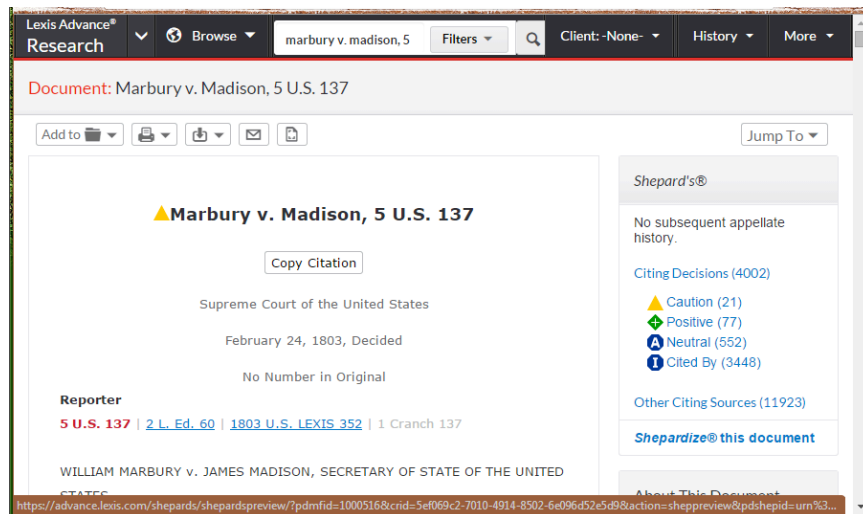 Lexis Advance®
Research
Browse
marbury v. madison, 5
Filters
Client: -None-
History
More
Document: Marbury v. Madison, 5 U.S. 137
Add to
Jump To
Marbury v. Madison, 5 U.S. 137
Copy Citation
Supreme Court of the United States
February 24, 1803, Decided
No Number in Original
Reporter
5 U.S. 137 | 2 L. Ed. 60 | 1803 U.S. LEXIS 352 | 1 Cranch 137
WILLIAM MARBURY v. JAMES MADISON, SECRETARY OF STATE OF THE UNITED
STATES
Shepard's®
No subsequent appellate
history.
Citing Decisions (4002)
Caution (21)
Positive (77)
A Neutral (552)
I Cited By (3448)
Other Citing Sources (11923)
Shepardize® this document
About This Document
https://advance.lexis.com/shepards/shepardspreview/?pdmfid=1000516&crid=5ef069c2-7010-4914-8502-6e096d52e5d9&action=sheppreview&pdshepid=urn%3...